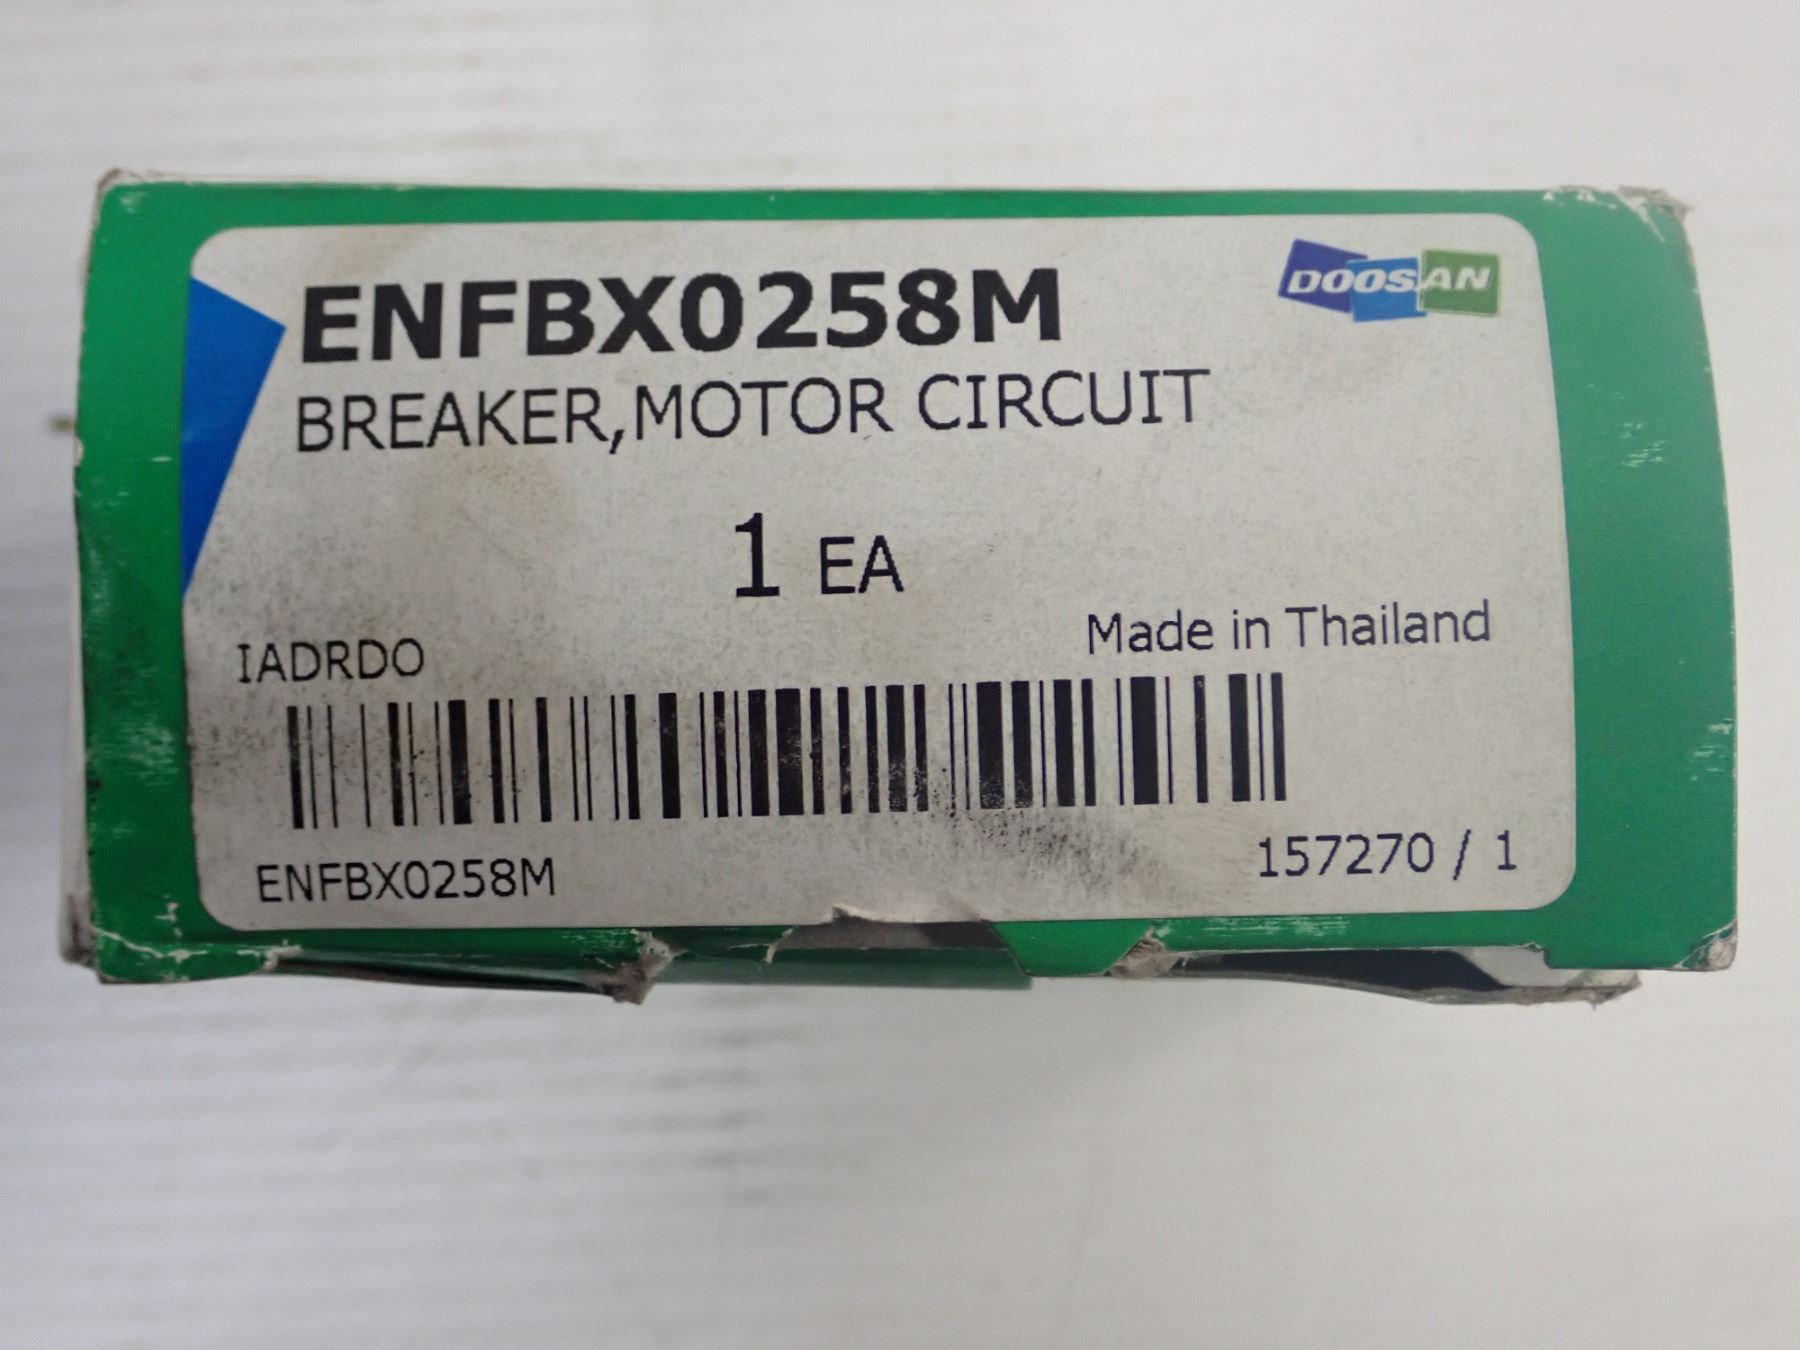 ENFBX0258M
DOOSAN
BREAKER,MOTOR CIRCUIT
1 EA
Made in Thailand
IADRDO
ENFBX0258M
157270 / 1